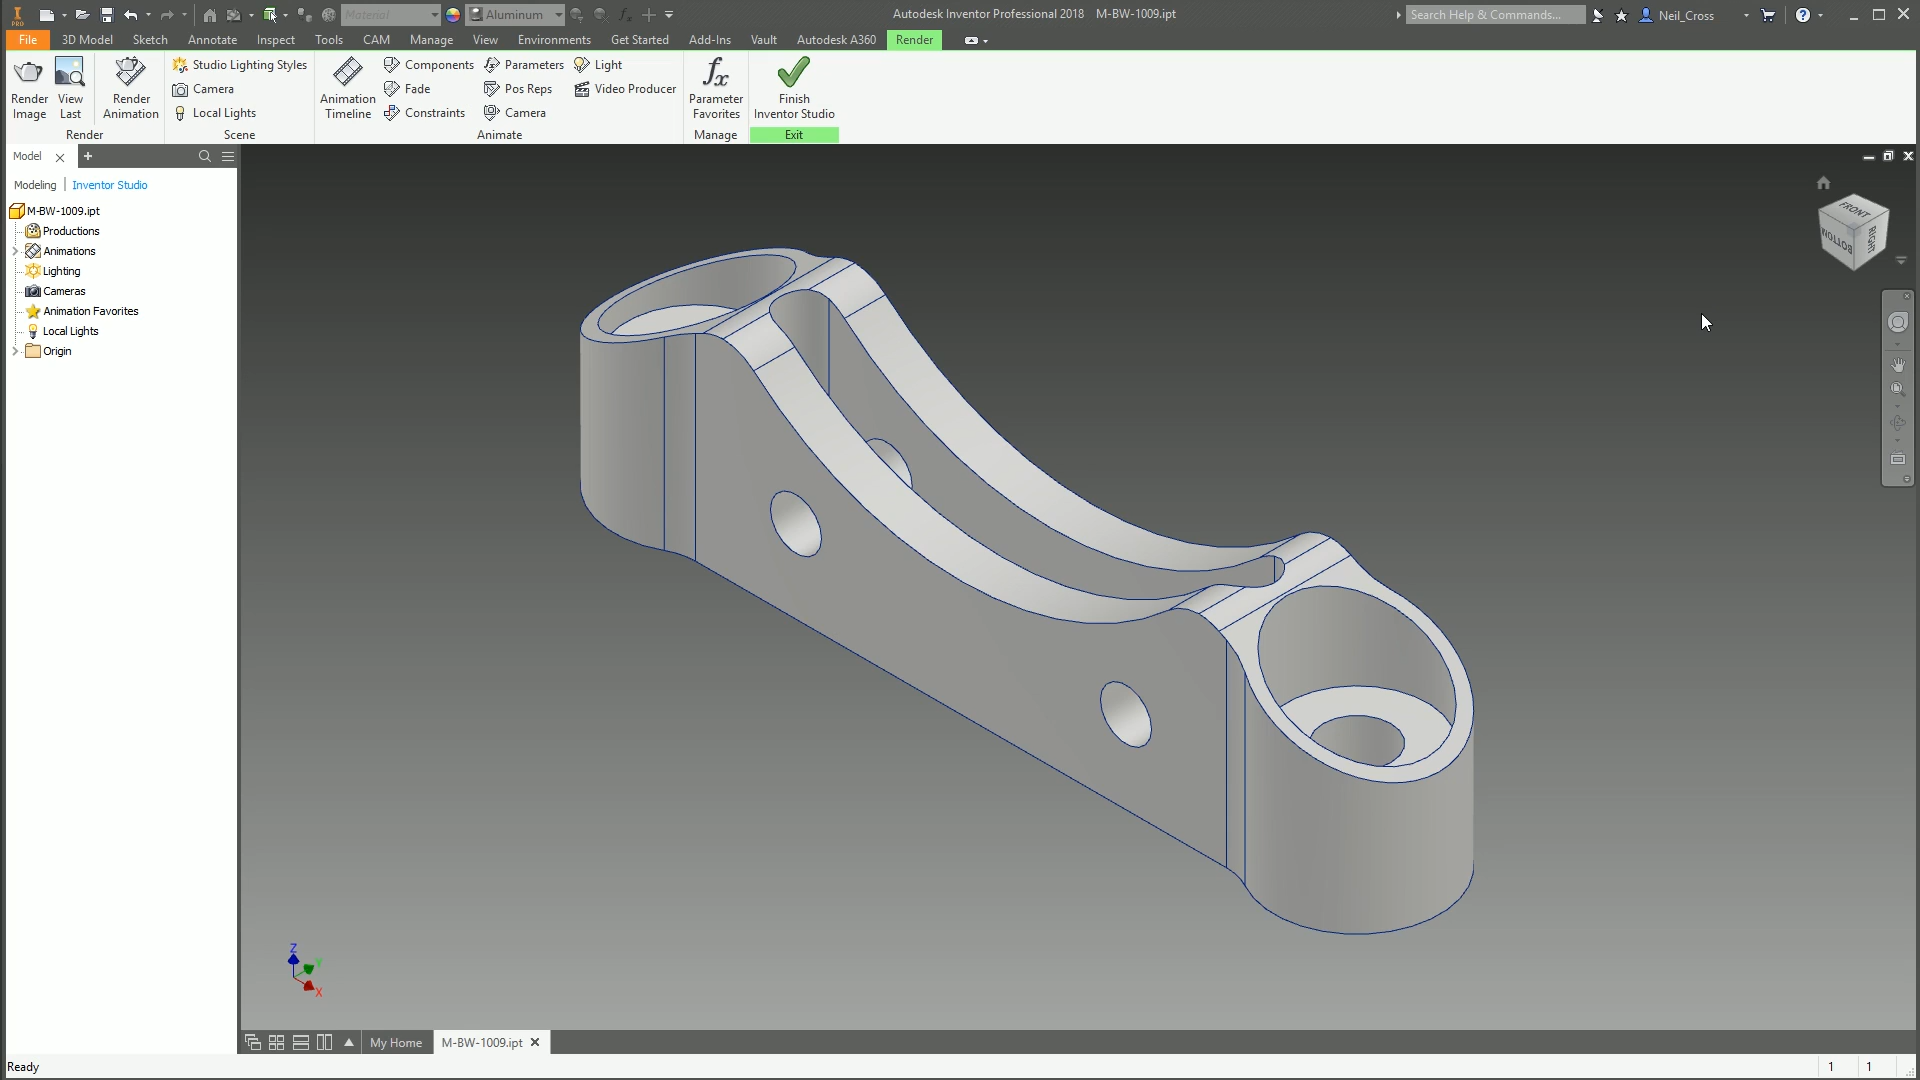 PRO
Material
Aluminum
fx
Autodesk Inventor Professional 2018 M-BW-1009.ipt
Search Help & Commands...
Neil_Cross
?
File 3D Model Sketch Annotate Inspect Tools CAM Manage View Environments Get Started Add-Ins Vault Autodesk A360 Render
Render Image
View Last
Render Animation
Render
Studio Lighting Styles
Camera
Local Lights
Scene
Animation Timeline
Components
Fade
Constraints
Parameters
Pos Reps
Camera
Light
Video Producer
Animate
fx
Parameter Favorites
Manage
Finish Inventor Studio
Exit
Model
Modeling | Inventor Studio
M-BW-1009.ipt
Productions
Animations
Lighting
Cameras
Animation Favorites
Local Lights
Origin
FRONT
BOTTOM
RIGHT
Z
Y
X
My Home
M-BW-1009.ipt
Ready
1 1